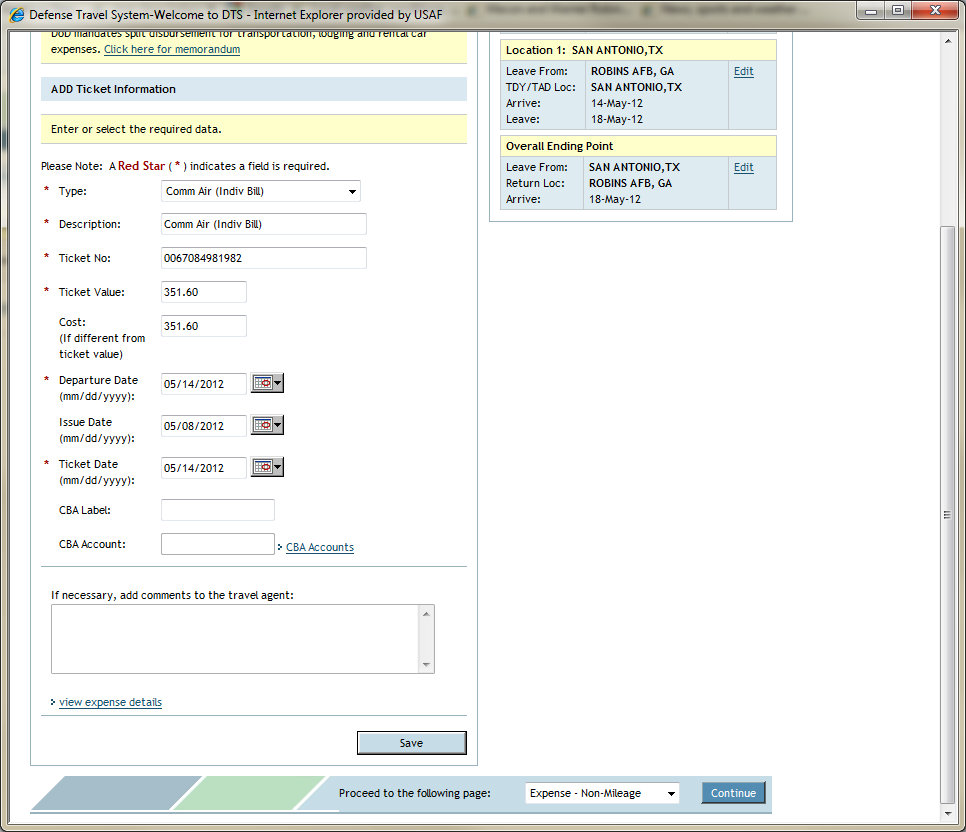 Defense Travel System-Welcome to DTS - Internet Explorer provided by USAF
DoD mandates split disbursement for transportation, lodging and rental car
expenses. Click here for memorandum
ADD Ticket Information
Enter or select the required data.
Please Note: A Red Star ( * ) indicates a field is required.
* Type: Comm Air (Indiv Bill)
* Description: Comm Air (Indiv Bill)
* Ticket No: 0067084981982
* Ticket Value: 351.60
Cost: 351.60
(If different from
ticket value)
* Departure Date 05/14/2012
(mm/dd/yyyy):
Issue Date 05/08/2012
(mm/dd/yyyy):
* Ticket Date 05/14/2012
(mm/dd/yyyy):
CBA Label:
CBA Account: CBA Accounts
If necessary, add comments to the travel agent:
view expense details
Save
Location 1: SAN ANTONIO,TX
Leave From: ROBINS AFB, GA Edit
TDY/TAD Loc: SAN ANTONIO,TX
Arrive: 14-May-12
Leave: 18-May-12
Overall Ending Point
Leave From: SAN ANTONIO,TX Edit
Return Loc: ROBINS AFB, GA
Arrive: 18-May-12
Proceed to the following page: Expense - Non-Mileage Continue